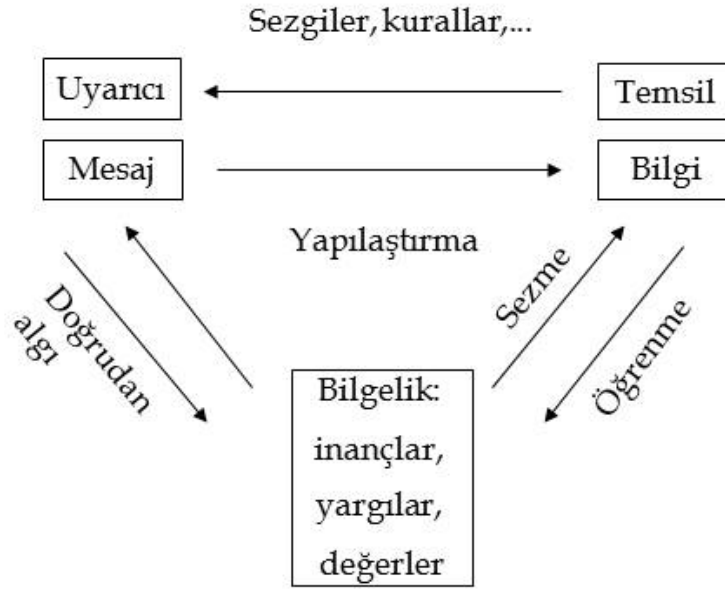 Sezgiler, kurallar,...
Uyarıcı
Temsil
Mesaj
Bilgi
Yapılaştırma
Doğrudan
algı
Sezme
Öğrenme
Bilgelik:
inançlar,
yargılar,
değerler